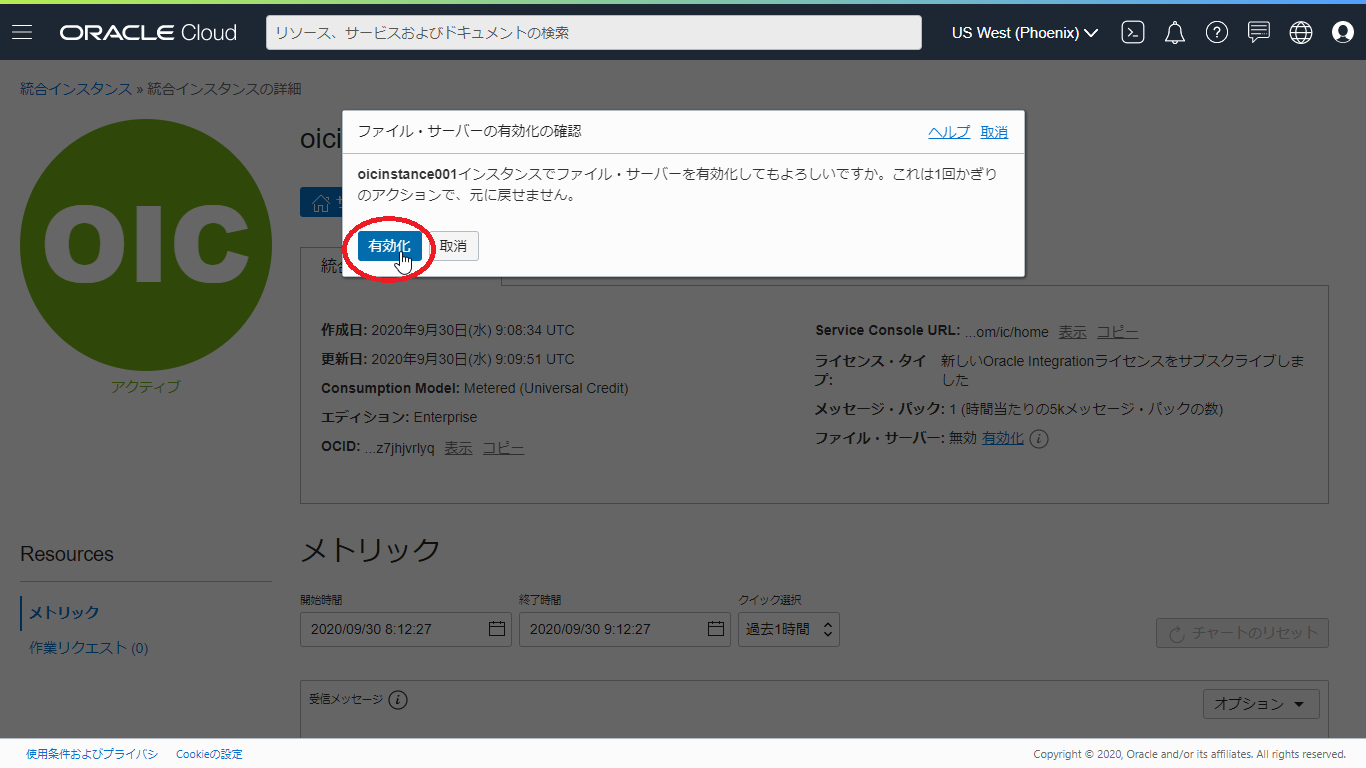 ORACLE Cloud
リソース、サービスおよびドキュメントの検索
US West (Phoenix)
統合インスタンス » 統合インスタンスの詳細
OIC
アクティブ
oici
ファイル・サーバーの有効化の確認
ヘルプ 取消
oicinstance001インスタンスでファイル・サーバーを有効化してもよろしいですか。これは1回かぎり
のアクションで、元に戻せません。
有効化 取消
統合
作成日: 2020年9月30日(水) 9:08:34 UTC
更新日: 2020年9月30日(水) 9:09:51 UTC
Consumption Model: Metered (Universal Credit)
エディション: Enterprise
OCID: ...z7jhjvrlyq 表示 コピー
Service Console URL: ...om/ic/home 表示 コピー
ライセンス・タイ 新しいOracle Integrationライセンスをサブスクライブしま
プ: した
メッセージ・パック: 1 (時間当たりの5kメッセージ・パックの数)
ファイル・サーバー: 無効 有効化
Resources
メトリック
作業リクエスト (0)
メトリック
開始時間 終了時間 クイック選択
2020/09/30 8:12:27 2020/09/30 9:12:27 過去1時間
チャートのリセット
受信メッセージ
オプション
使用条件およびプライバシ Cookieの設定
Copyright © 2020, Oracle and/or its affiliates. All rights reserved.